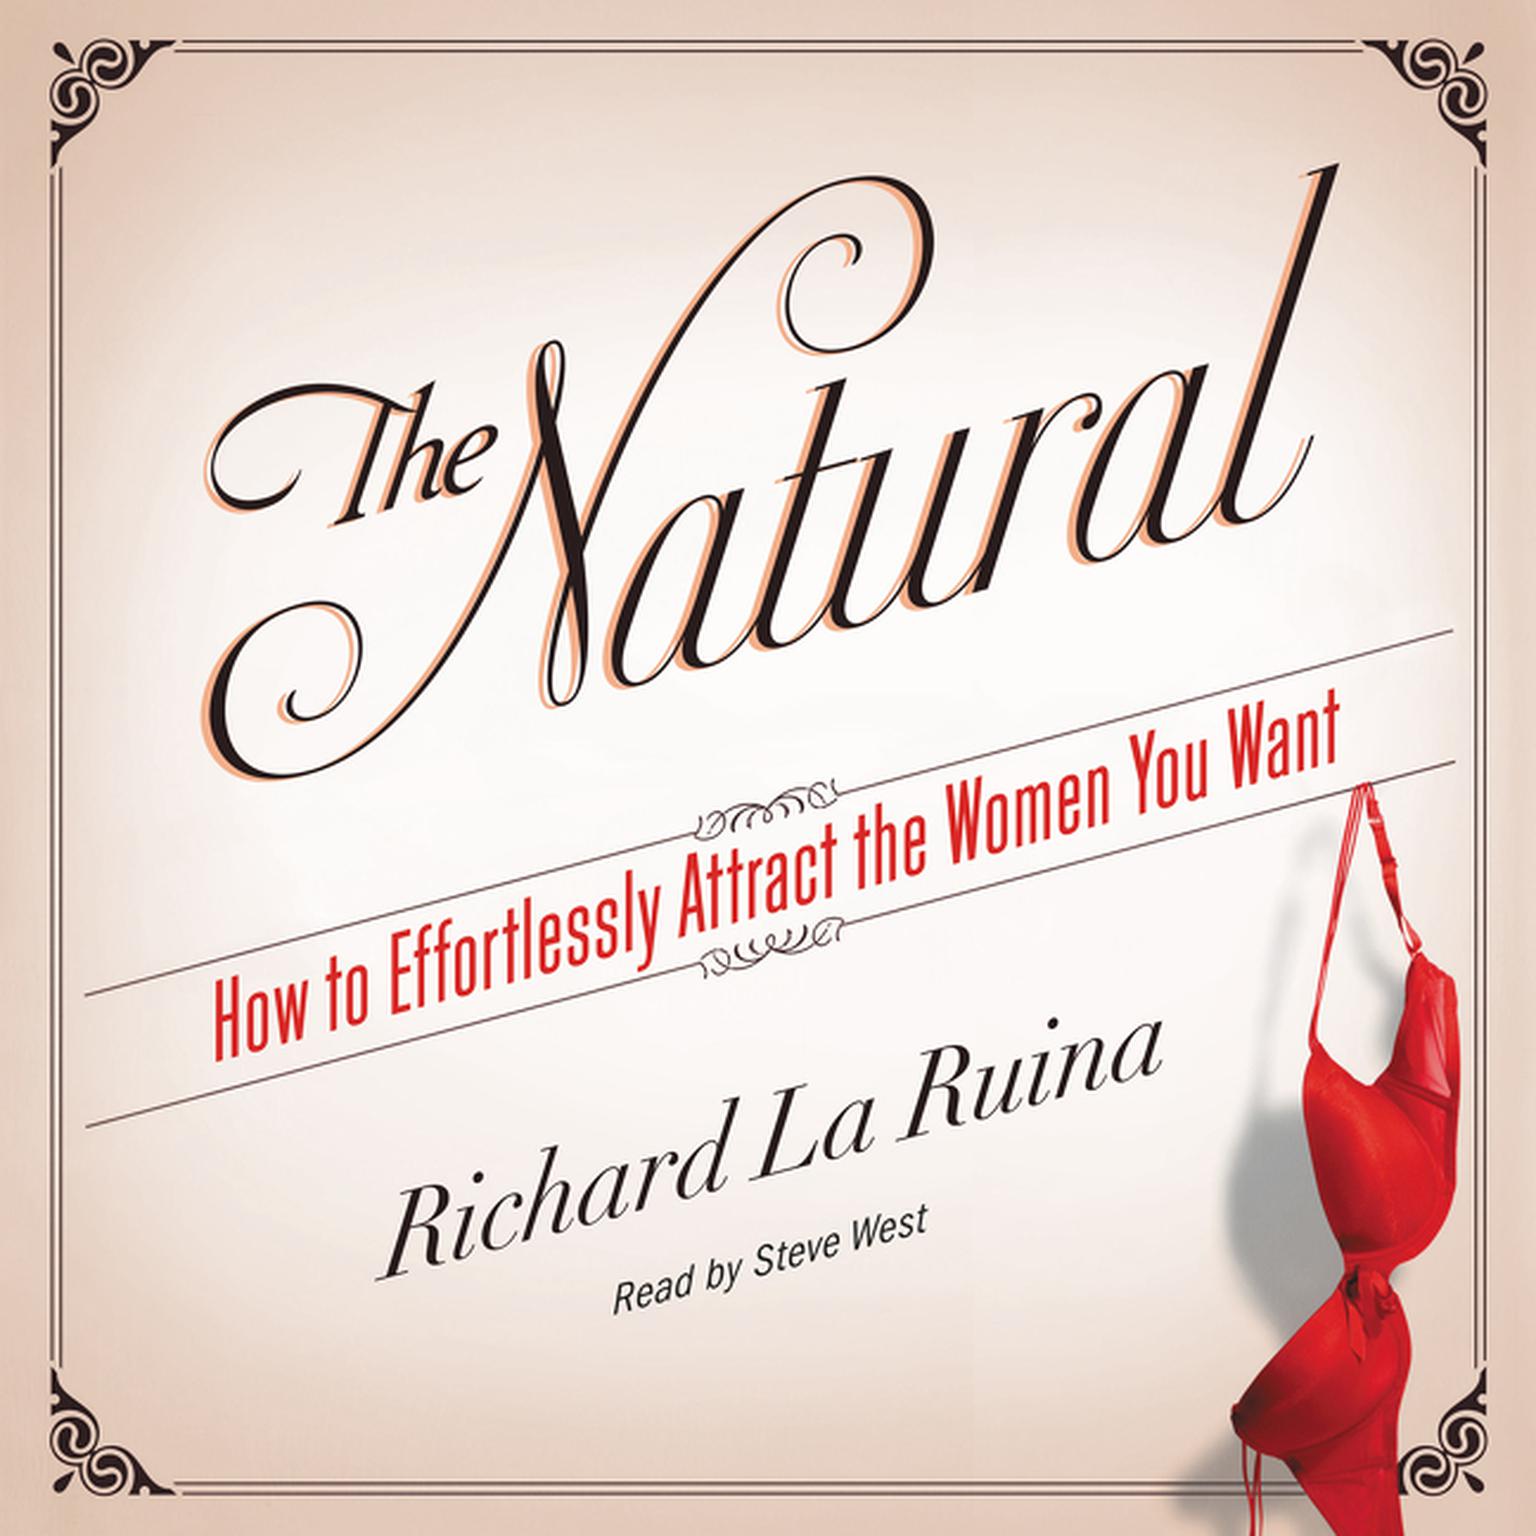 The
Natural
How to Effortlessly Attract the Women You Want
Richard La Ruina
Read by Steve West